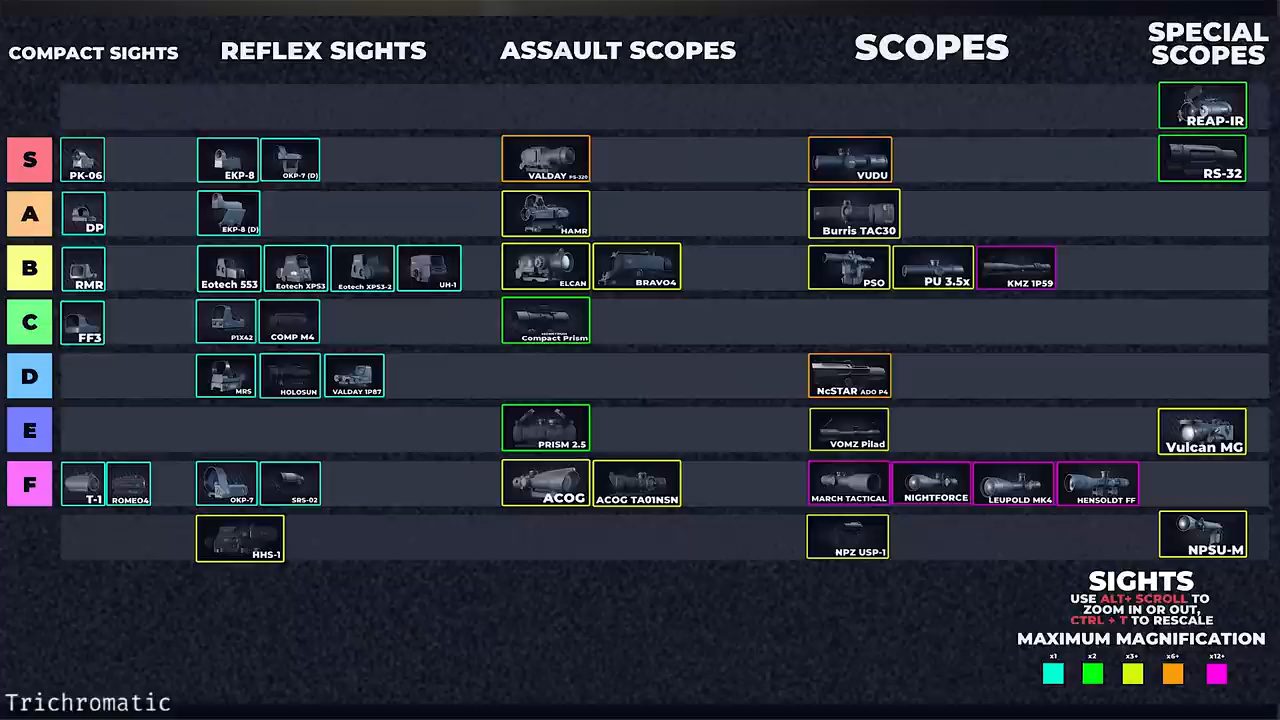 COMPACT SIGHTS
REFLEX SIGHTS
ASSAULT SCOPES
SCOPES
SPECIAL
SCOPES
REAP-IR
S
PK-06
EKP-8
OKP-7 (D)
VALDAY PS-320
VUDU
RS-32
A
DP
EKP-8 (D)
HAMR
Burris TAC30
B
RMR
Eotech 553
Eotech XPS3
Eotech XPS3-2
UH-1
ELCAN
BRAVO4
PSO
PU 3.5x
KMZ 1P59
C
FF3
P1X42
COMP M4
Compact Prism
D
MRS
HOLOSUN
VALDAY 1P87
NcSTAR ADO P4
E
PRISM 2.5
VOMZ Pilad
Vulcan MG
F
T-1
ROMEO4
OKP-7
SRS-02
ACOG
ACOG TA01NSN
MARCH TACTICAL
NIGHTFORCE
LEUPOLD MK4
HENSOLDT FF
HHS-1
NPZ USP-1
NPSU-M
SIGHTS
USE ALT+ SCROLL TO
ZOOM IN OR OUT,
CTRL + T TO RESCALE
MAXIMUM MAGNIFICATION
x1
x2
x3+
x6+
x12+
Trichromatic